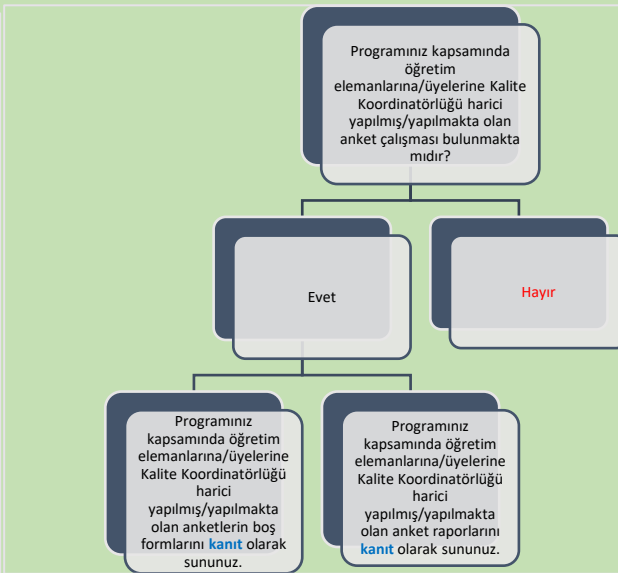 Programınız kapsamında
öğretim
elemanlarına/üyelerine Kalite
Koordinatörlüğü harici
yapılmış/yapılmakta olan
anket çalışması bulunmakta
mıdır?
Evet
Hayır
Programınız
kapsamında öğretim
elemanlarına/üyelerine
Kalite Koordinatörlüğü
harici
yapılmış/yapılmakta
olan anketlerin boş
formlarını kanıt olarak
sununuz.
Programınız
kapsamında öğretim
elemanlarına/üyelerine
Kalite Koordinatörlüğü
harici
yapılmış/yapılmakta
olan anket raporlarını
kanıt olarak sununuz.